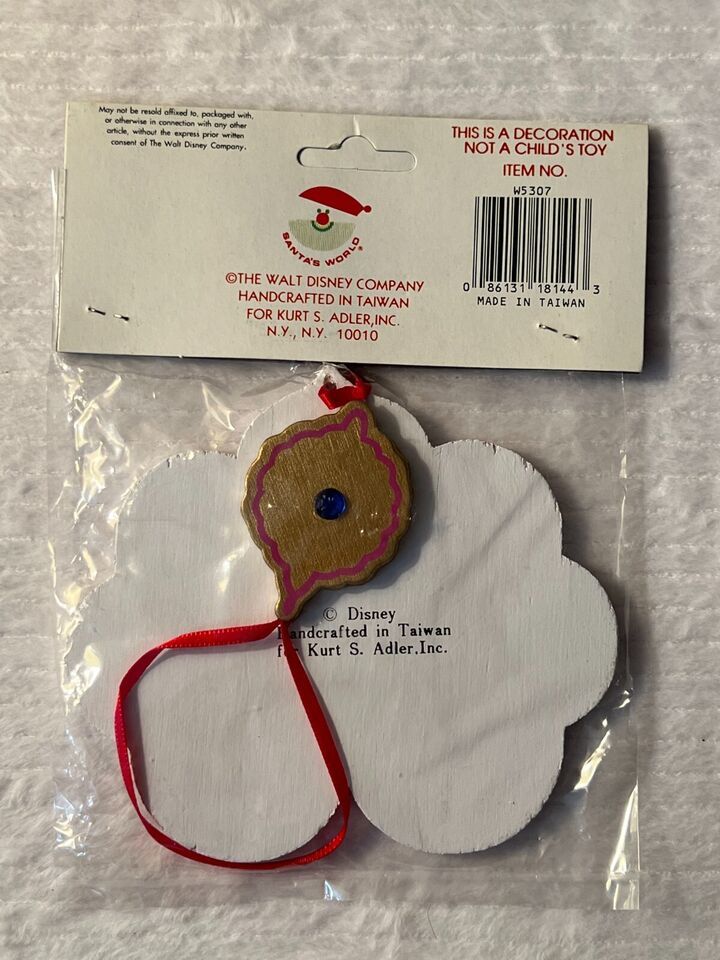 May not be resold affixed to, packaged with,
or otherwise in connection with any other
article, without the express prior written
consent of The Walt Disney Company.
THIS IS A DECORATION
NOT A CHILD'S TOY
ITEM NO.
W5307
0 86131 18144 3
MADE IN TAIWAN
SANTA'S WORLD®
©THE WALT DISNEY COMPANY
HANDCRAFTED IN TAIWAN
FOR KURT S. ADLER,INC.
N.Y., N.Y. 10010
© Disney
Handcrafted in Taiwan
for Kurt S. Adler,Inc.